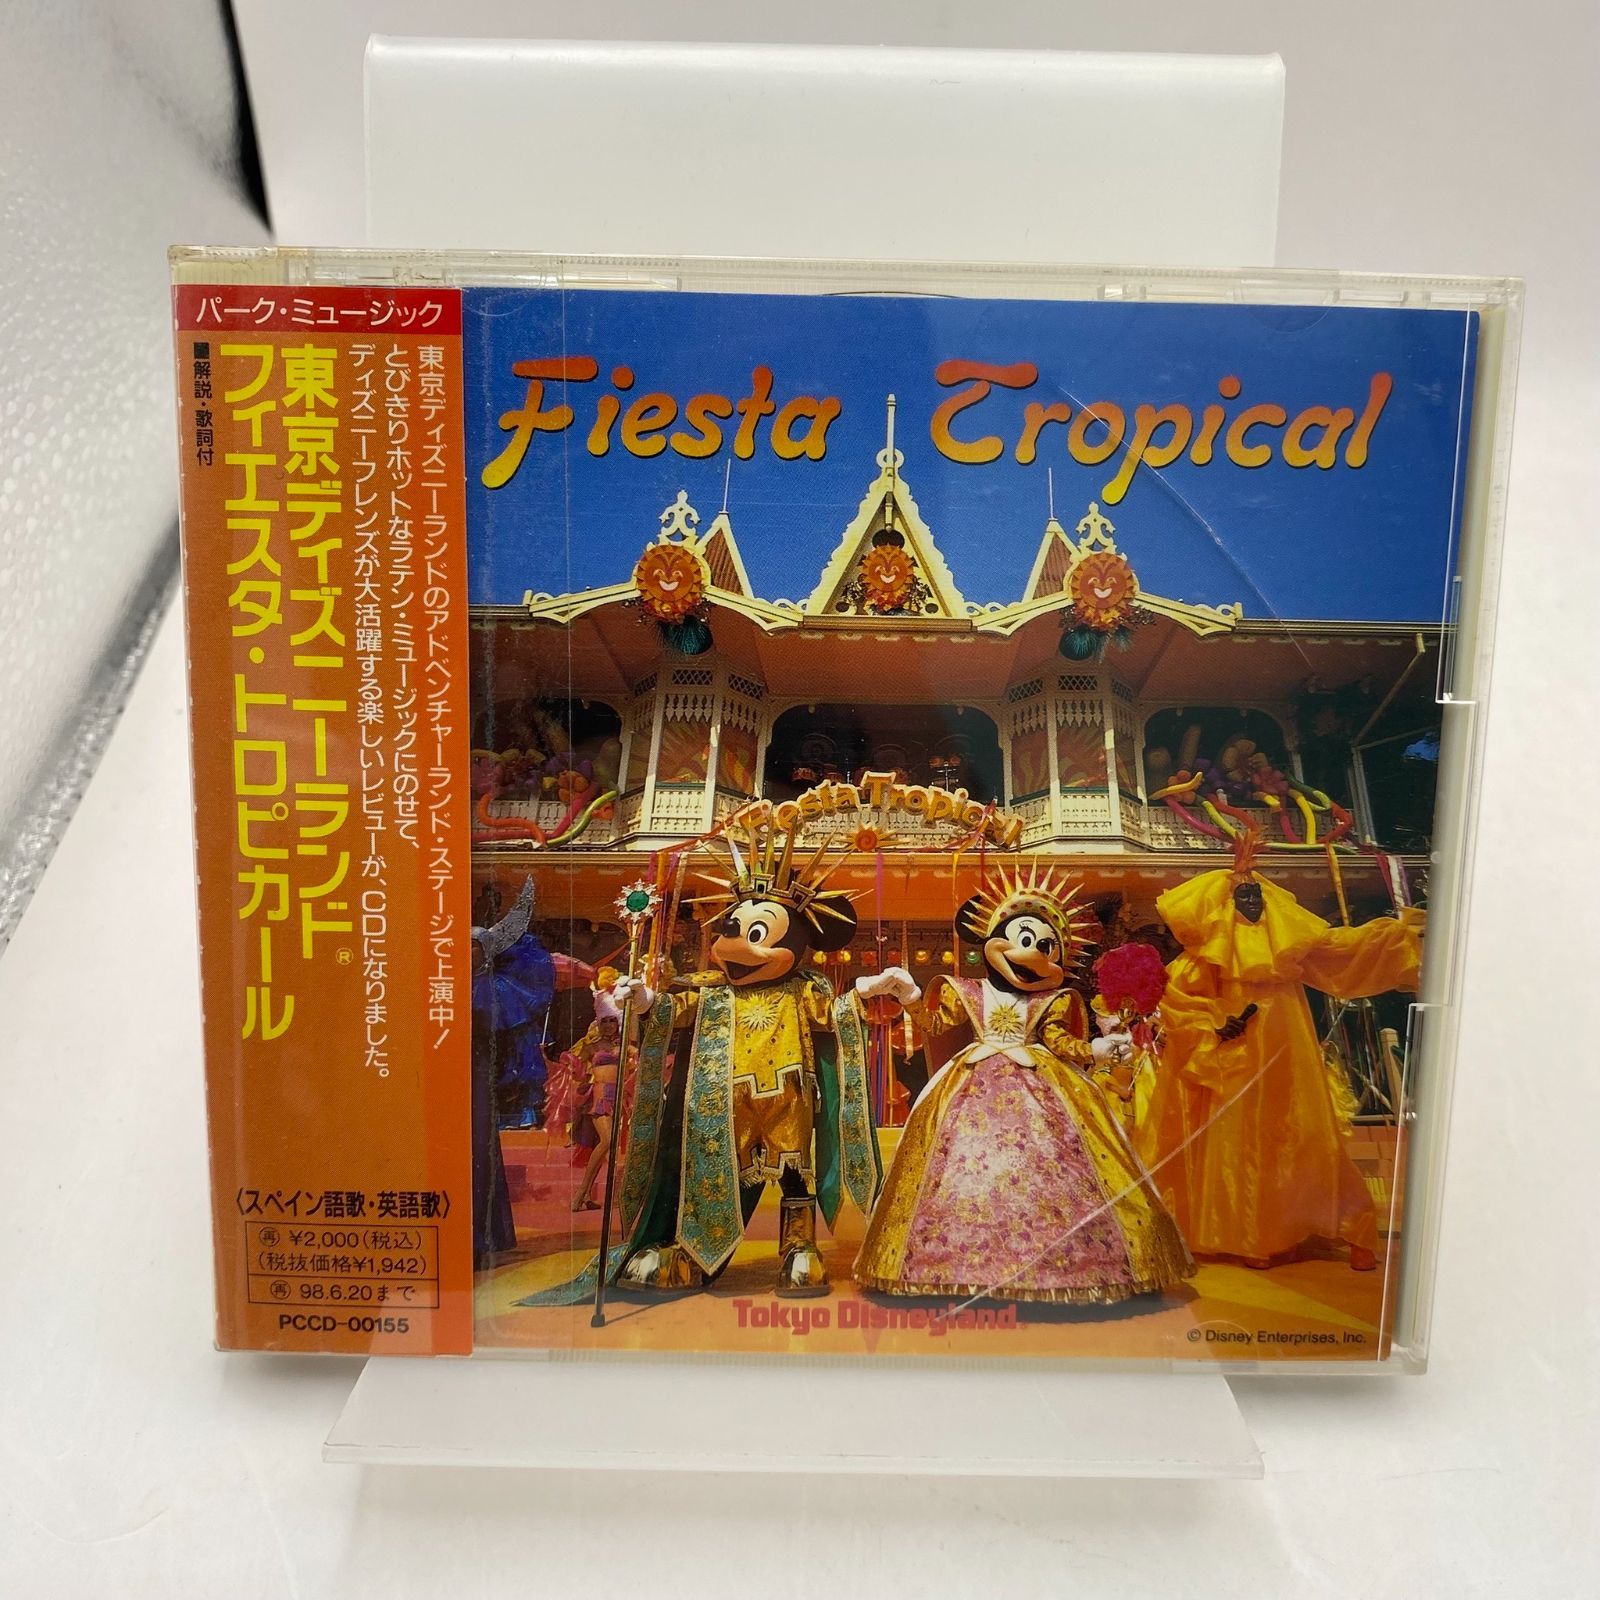 パーク・ミュージック
東京ディズニーランドのアドベンチャーランド・ステージで上演中!
とびきりホットなラテン・ミュージックにのせて、
ディズニーフレンズが大活躍する楽しいレビューが、CDになりました。
東京ディズニーランド®
フィエスタ・トロピカール
■解説・歌詞付
〈スペイン語歌・英語歌〉
再 ¥2,000(税込)
(税抜価格¥1,942)
再 98.6.20まで
PCCD-00155
Fiesta Tropical
Fiesta Tropical
Tokyo Disneyland®
© Disney Enterprises, Inc.